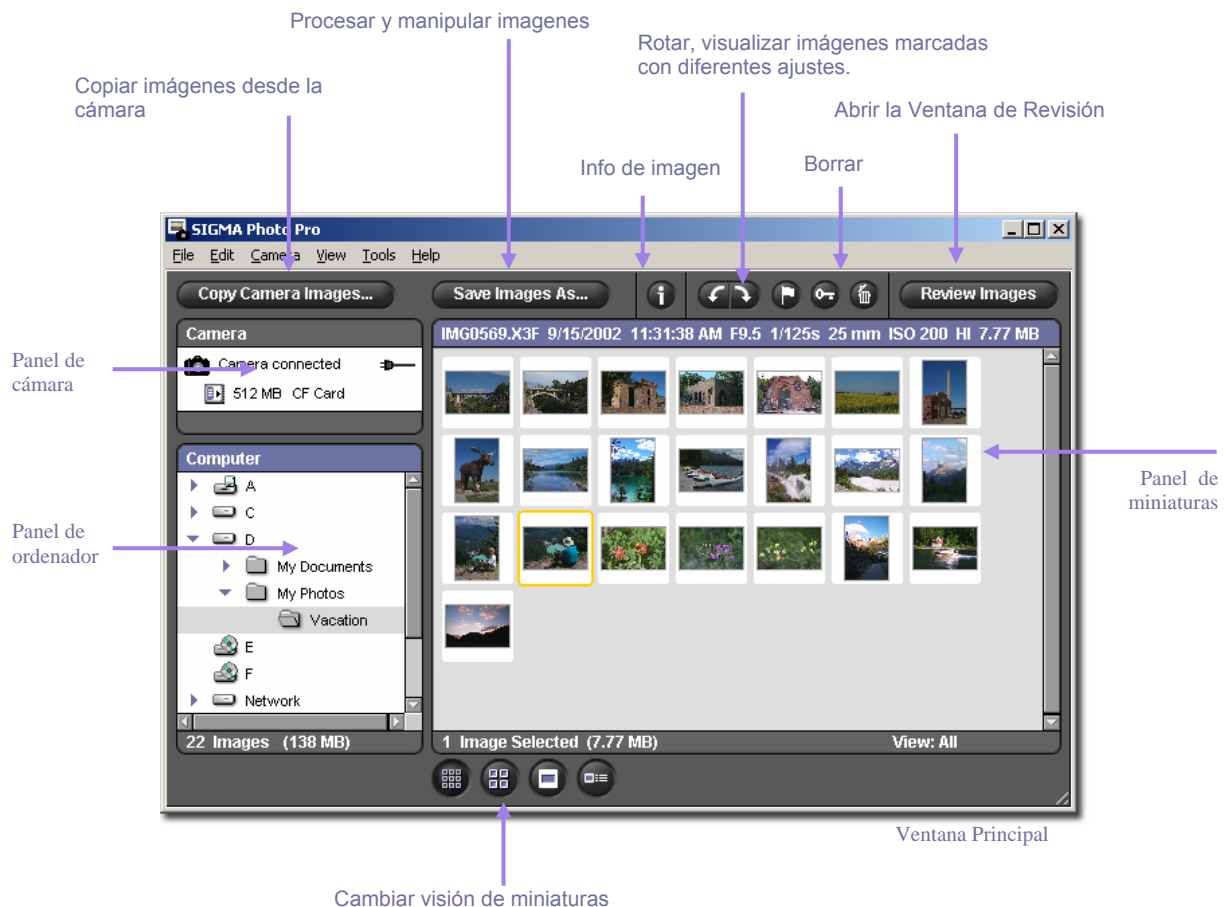 Procesar y manipular imagenes
Rotar, visualizar imágenes marcadas
con diferentes ajustes.
Copiar imágenes desde la
cámara
Abrir la Ventana de Revisión
Info de imagen
Borrar
SIGMA Photo Pro
File Edit Camera View Tools Help
Copy Camera Images...
Save Images As...
Review Images
Camera
IMG0569.X3F 9/15/2002 11:31:38 AM F9.5 1/125s 25 mm ISO 200 HI 7.77 MB
Panel de
cámara
Camera connected
512 MB CF Card
Computer
A
C
D
My Documents
My Photos
Vacation
E
F
Network
Panel de
ordenador
Panel de
miniaturas
22 Images (138 MB)
1 Image Selected (7.77 MB)
View: All
Ventana Principal
Cambiar visión de miniaturas